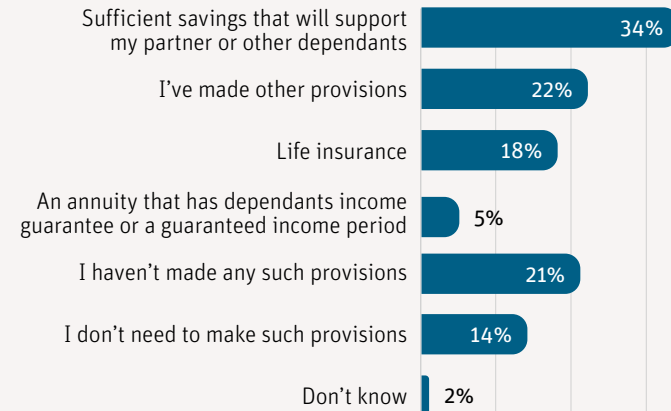 Sufficient savings that will support
my partner or other dependants
34%
I've made other provisions
22%
Life insurance
18%
An annuity that has dependants income
guarantee or a guaranteed income period
5%
I haven't made any such provisions
21%
I don't need to make such provisions
14%
Don't know
2%